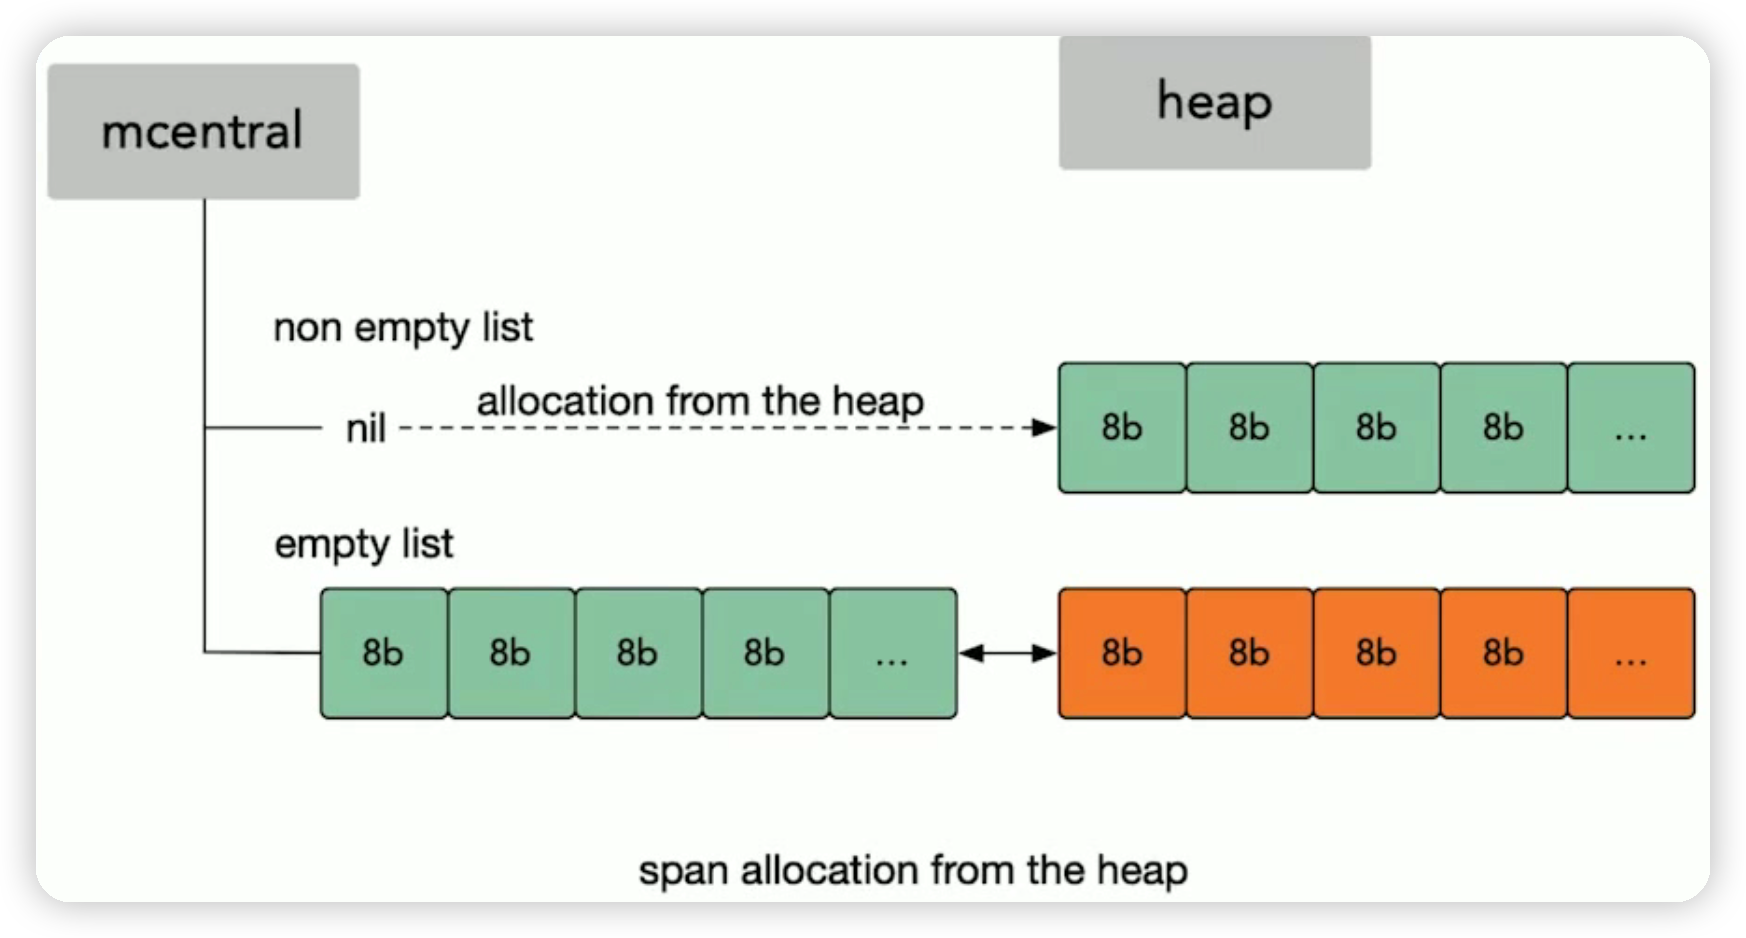 mcentral
heap
non empty list
nil
allocation from the heap
8b 8b 8b 8b ...
empty list
8b 8b 8b 8b ...
8b 8b 8b 8b ...
span allocation from the heap